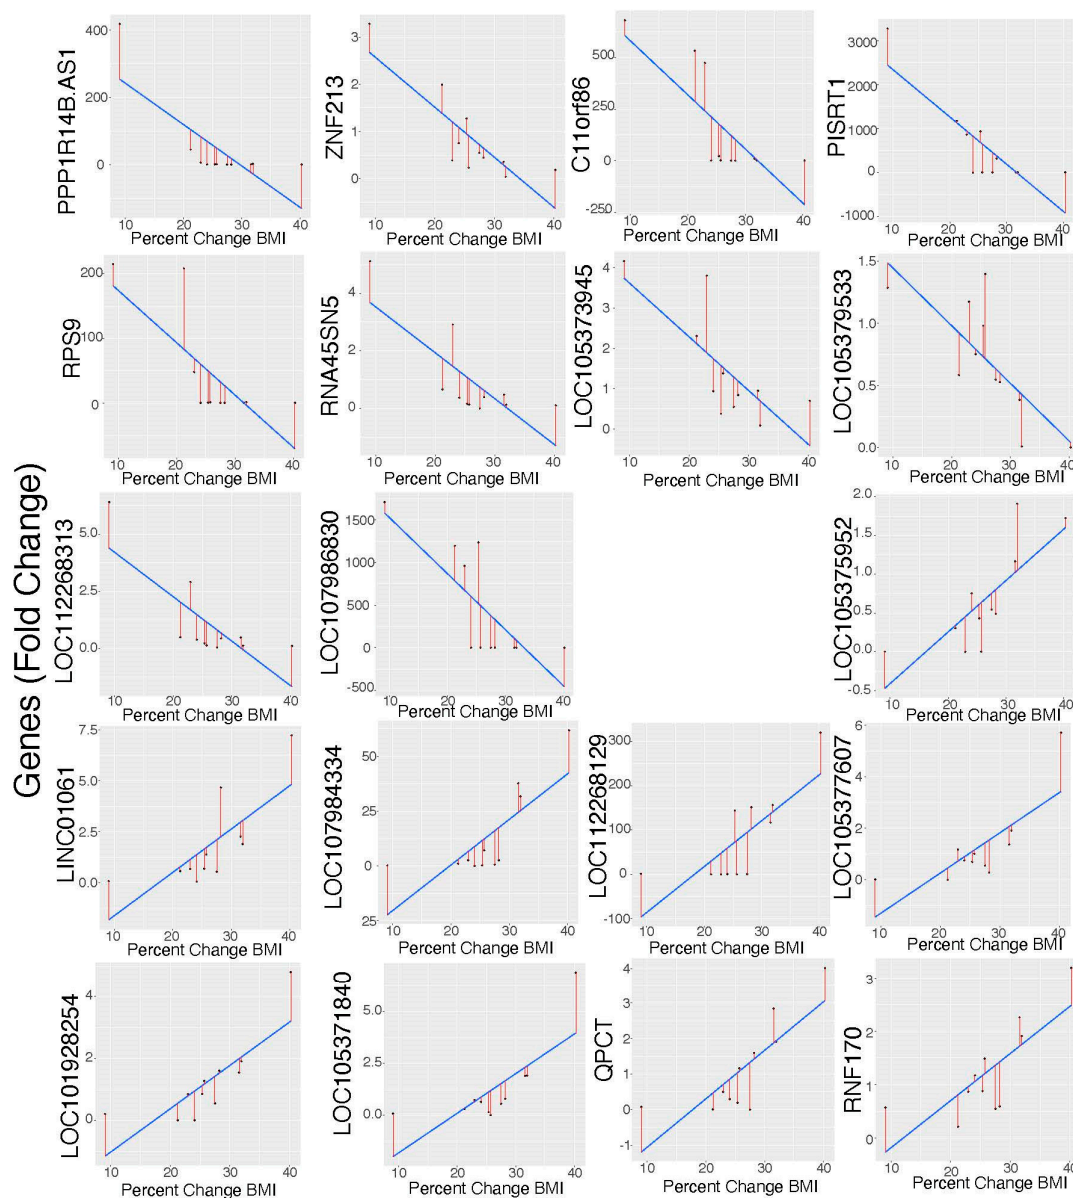 Genes (Fold Change)
PPP1R14B.AS1
400
200
0
10 20 30 40
Percent Change BMI
ZNF213
3
2
1
0
10 20 30 40
Percent Change BMI
C11orf86
500
250
0
-250
10 20 30 40
Percent Change BMI
PISRT1
3000
2000
1000
0
-1000
10 20 30 40
Percent Change BMI
RPS9
200
100
0
10 20 30 40
Percent Change BMI
RNA45SN5
4
2
0
10 20 30 40
Percent Change BMI
LOC105373945
4
3
2
1
0
10 20 30 40
Percent Change BMI
LOC105379533
1.5
1.0
0.5
0.0
10 20 30 40
Percent Change BMI
LOC112268313
5.0
2.5
0.0
10 20 30 40
Percent Change BMI
LOC107986830
1500
1000
500
0
-500
10 20 30 40
Percent Change BMI
LOC105375952
2.0
1.5
1.0
0.5
0.0
-0.5
10 20 30 40
Percent Change BMI
LINC01061
7.5
5.0
2.5
0.0
10 20 30 40
Percent Change BMI
LOC107984334
50
25
0
25
10 20 30 40
Percent Change BMI
LOC112268129
300
200
100
0
-100
10 20 30 40
Percent Change BMI
LOC105377607
6
4
2
0
10 20 30 40
Percent Change BMI
LOC101928254
4
2
0
10 20 30 40
Percent Change BMI
LOC105371840
5.0
2.5
0.0
10 20 30 40
Percent Change BMI
QPCT
4
3
2
1
0
-1
10 20 30 40
Percent Change BMI
RNF170
3
2
1
0
10 20 30 40
Percent Change BMI